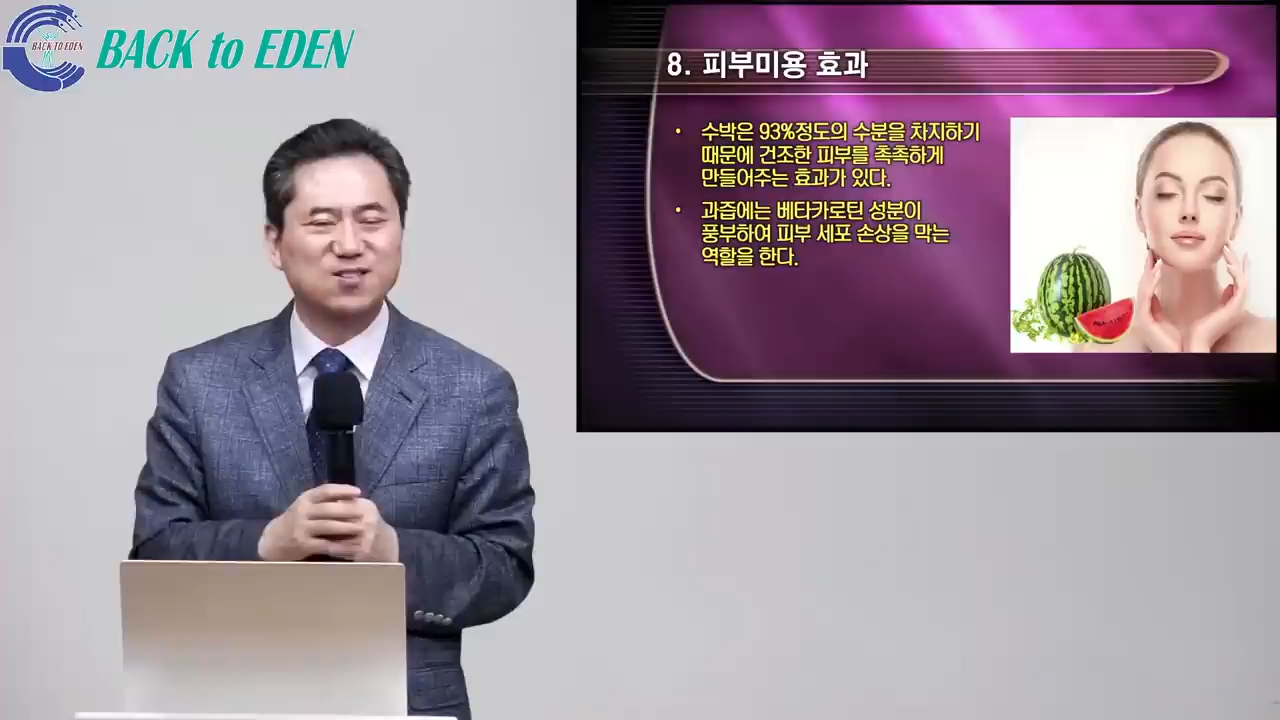 BACK TO EDEN
BACK to EDEN
8. 피부미용 효과
• 수박은 93%정도의 수분을 차지하기
때문에 건조한 피부를 촉촉하게
만들어주는 효과가 있다.
• 과즙에는 베타카로틴 성분이
풍부하여 피부 세포 손상을 막는
역할을 한다.